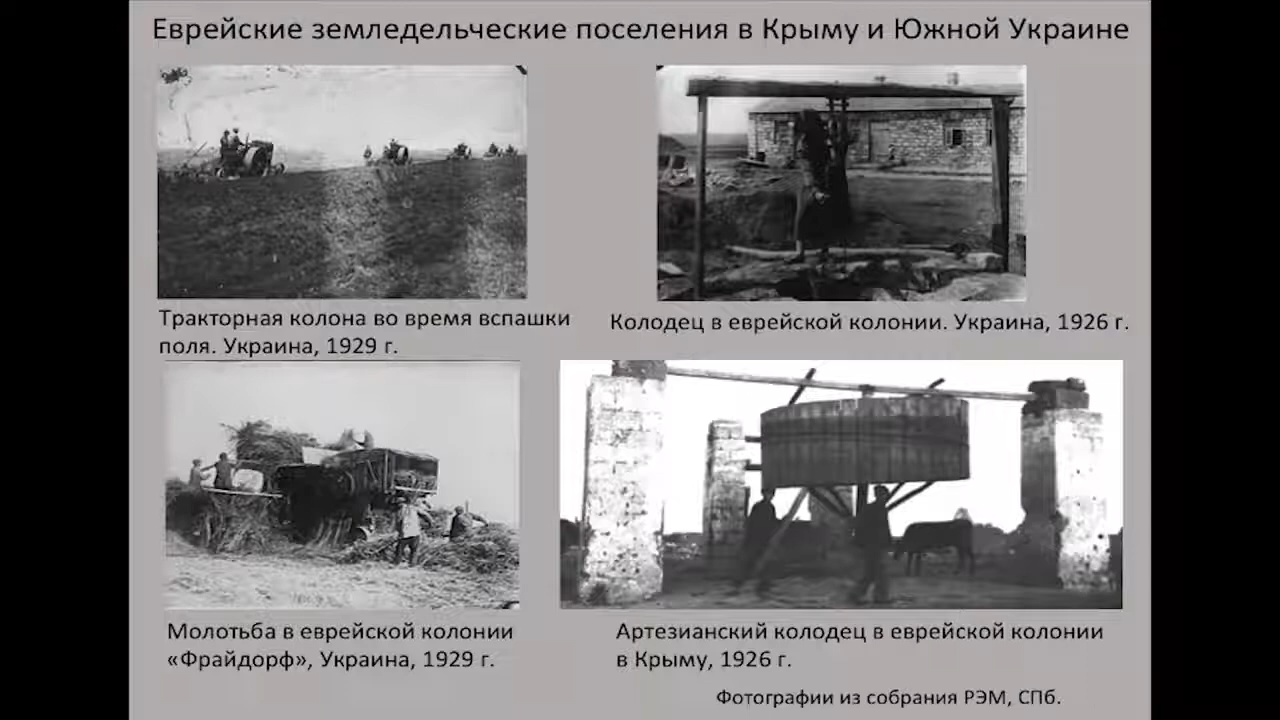 Еврейские земледельческие поселения в Крыму и Южной Украине
Тракторная колона во время вспашки
поля. Украина, 1929 г.
Колодец в еврейской колонии. Украина, 1926 г.
Молотьба в еврейской колонии
«Фрайдорф», Украина, 1929 г.
Артезианский колодец в еврейской колонии
в Крыму, 1926 г.
Фотографии из собрания РЭМ, СПб.